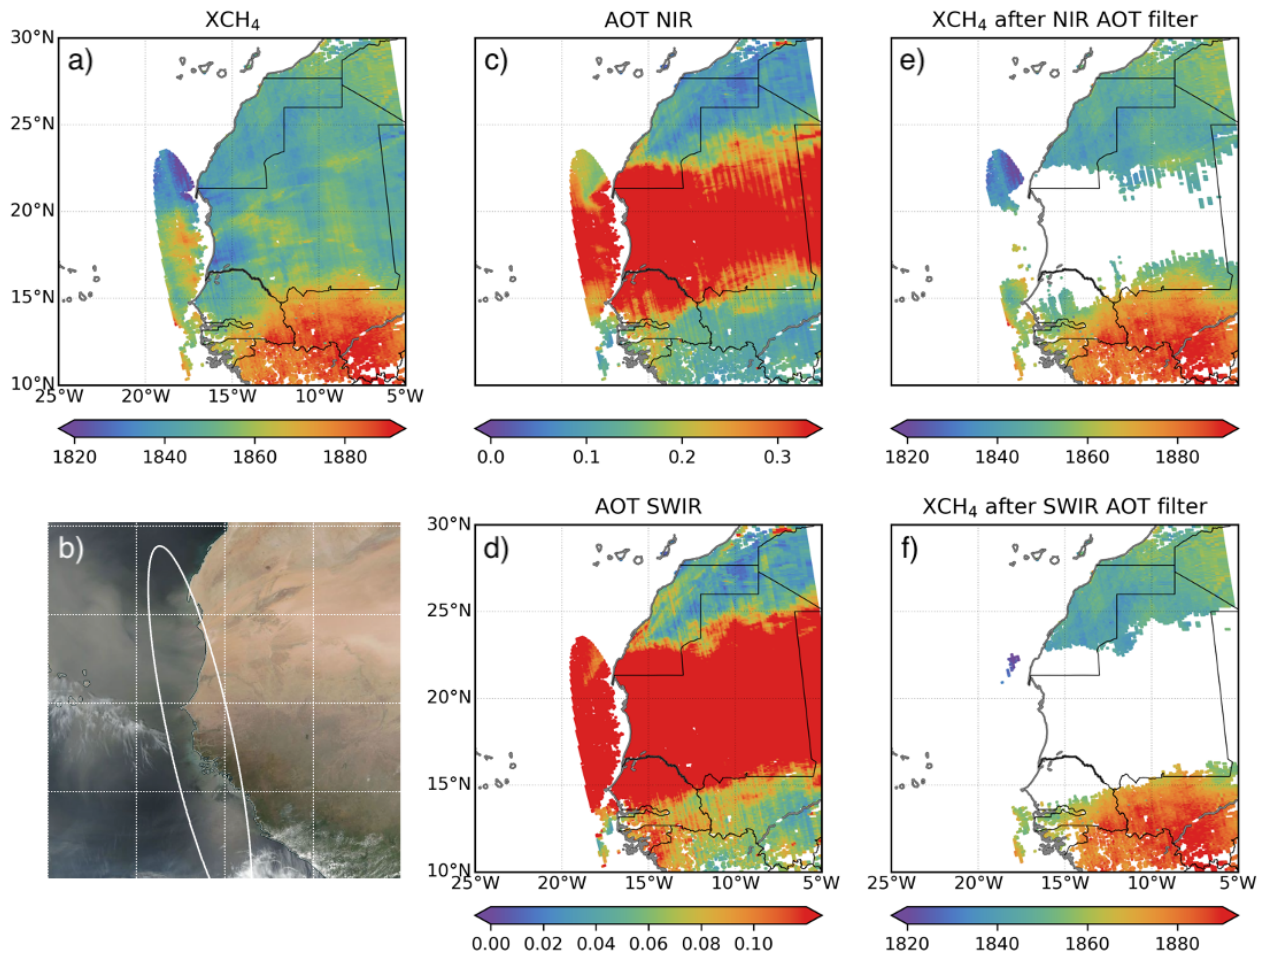 XCH₄
AOT NIR
XCH₄ after NIR AOT filter
a)
c)
e)
30°N
25°N
20°N
15°N
10°N
25°W 20°W 15°W 10°W 5°W
1820 1840 1860 1880
0.0 0.1 0.2 0.3
1820 1840 1860 1880
AOT SWIR
XCH₄ after SWIR AOT filter
b)
d)
f)
30°N
25°N
20°N
15°N
10°N
25°W 20°W 15°W 10°W 5°W
25°W 20°W 15°W 10°W 5°W
0.00 0.02 0.04 0.06 0.08 0.10
1820 1840 1860 1880